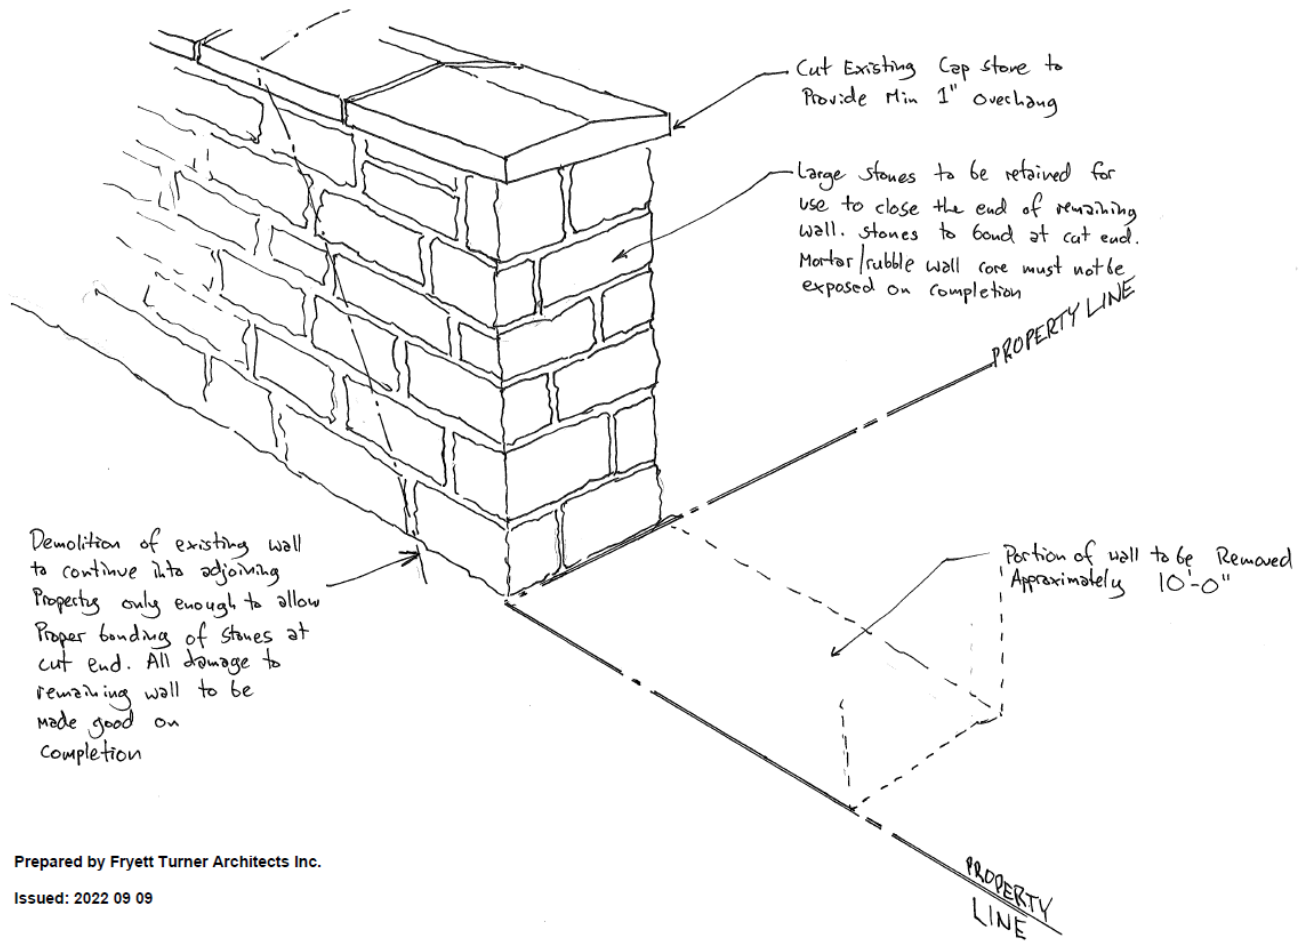 Cut Existing Cap stone to
Provide Min 1" Overhang
Large stones to be retained for
use to close the end of remaining
wall. stones to bond at cut end.
Mortar/rubble wall core must not be
exposed on completion
PROPERTY LINE
Demolition of existing wall
to continue into adjoining
Property only enough to allow
Proper bonding of stones at
cut end. All damage to
remaining wall to be
made good on
completion
Portion of wall to be Removed
Approximately 10'-0"
PROPERTY
LINE
Prepared by Fryett Turner Architects Inc.
Issued: 2022 09 09